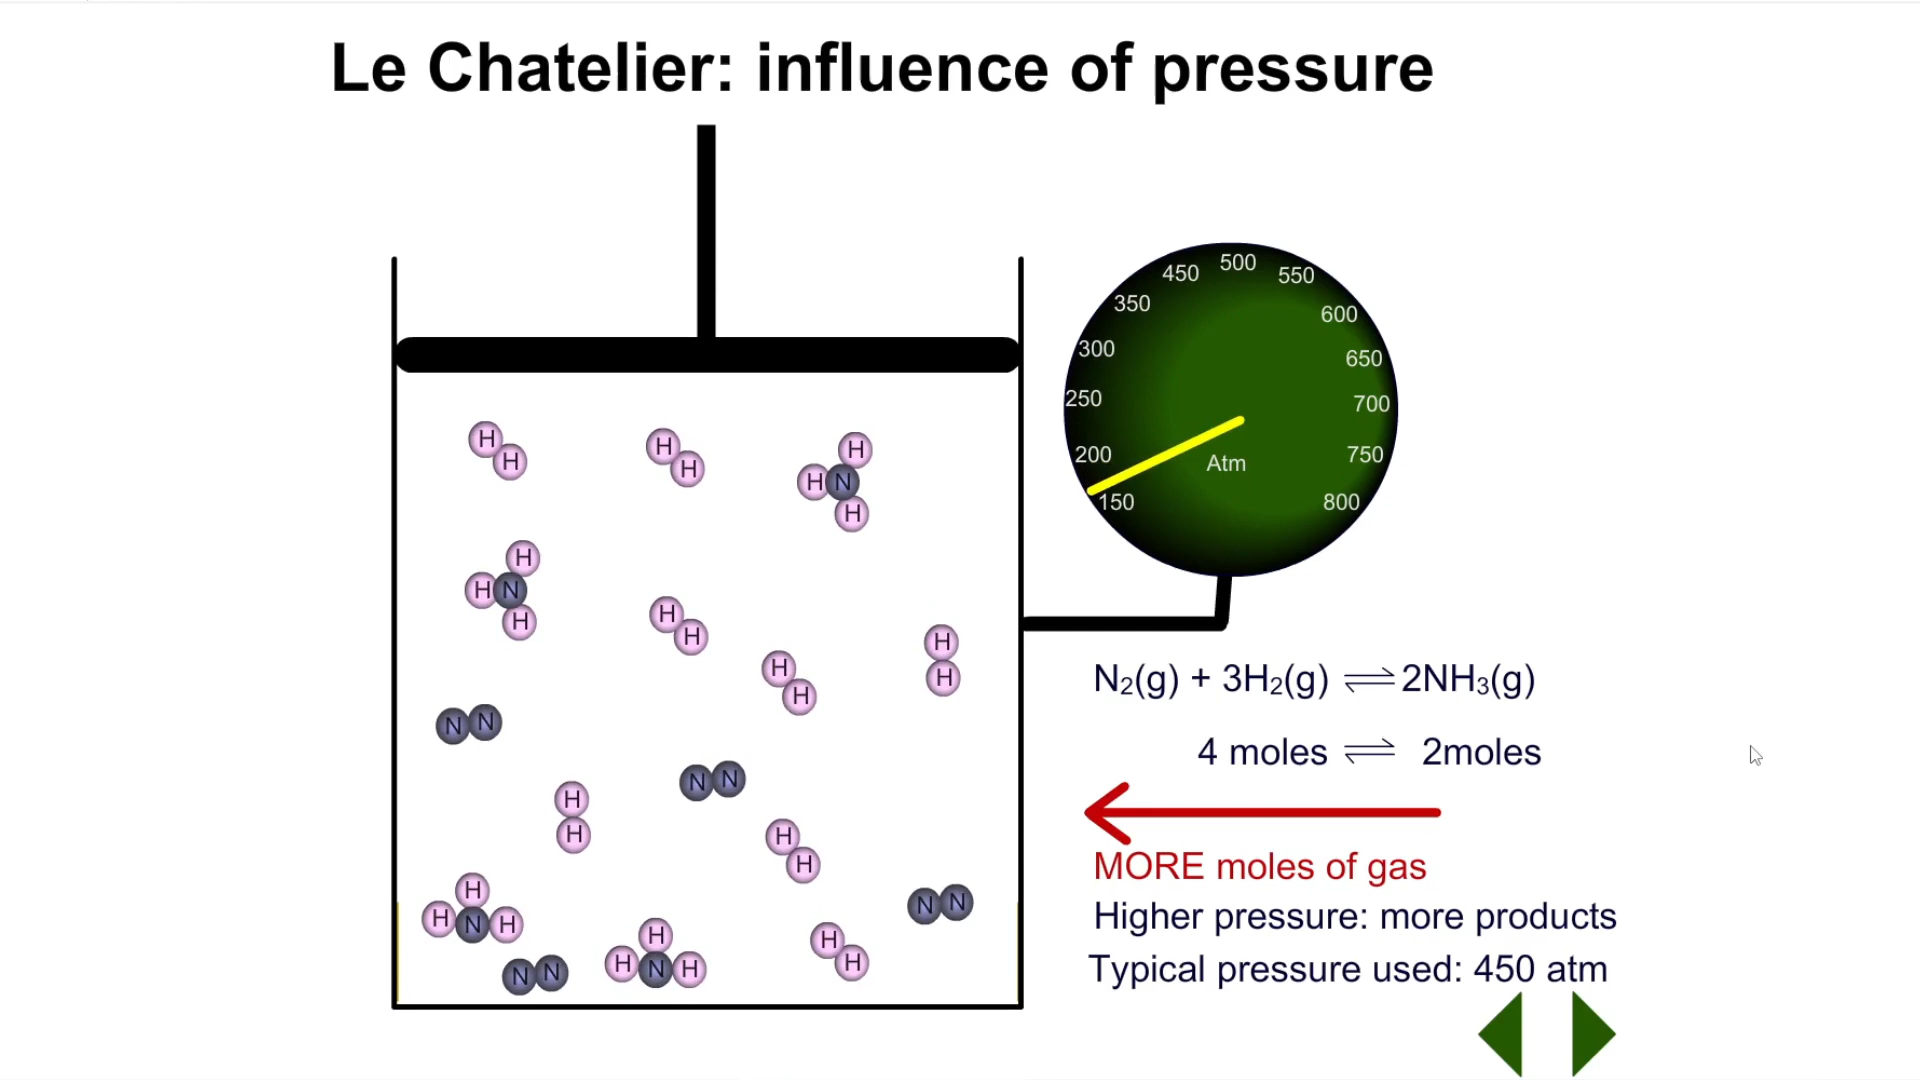 Le Chatelier: influence of pressure
500
450
550
350
600
300
650
250
700
200
750
Atm
150
800
H
H
H
H
H
H N
H
H
H N
H
H
H
H
H
H
H
N N
N N
H
H
H
H
H
H N H
N N
H
H N H
N N
H
H
N₂(g) + 3H₂(g) ⇌ 2NH₃(g)
4 moles ⇌ 2moles
MORE moles of gas
Higher pressure: more products
Typical pressure used: 450 atm